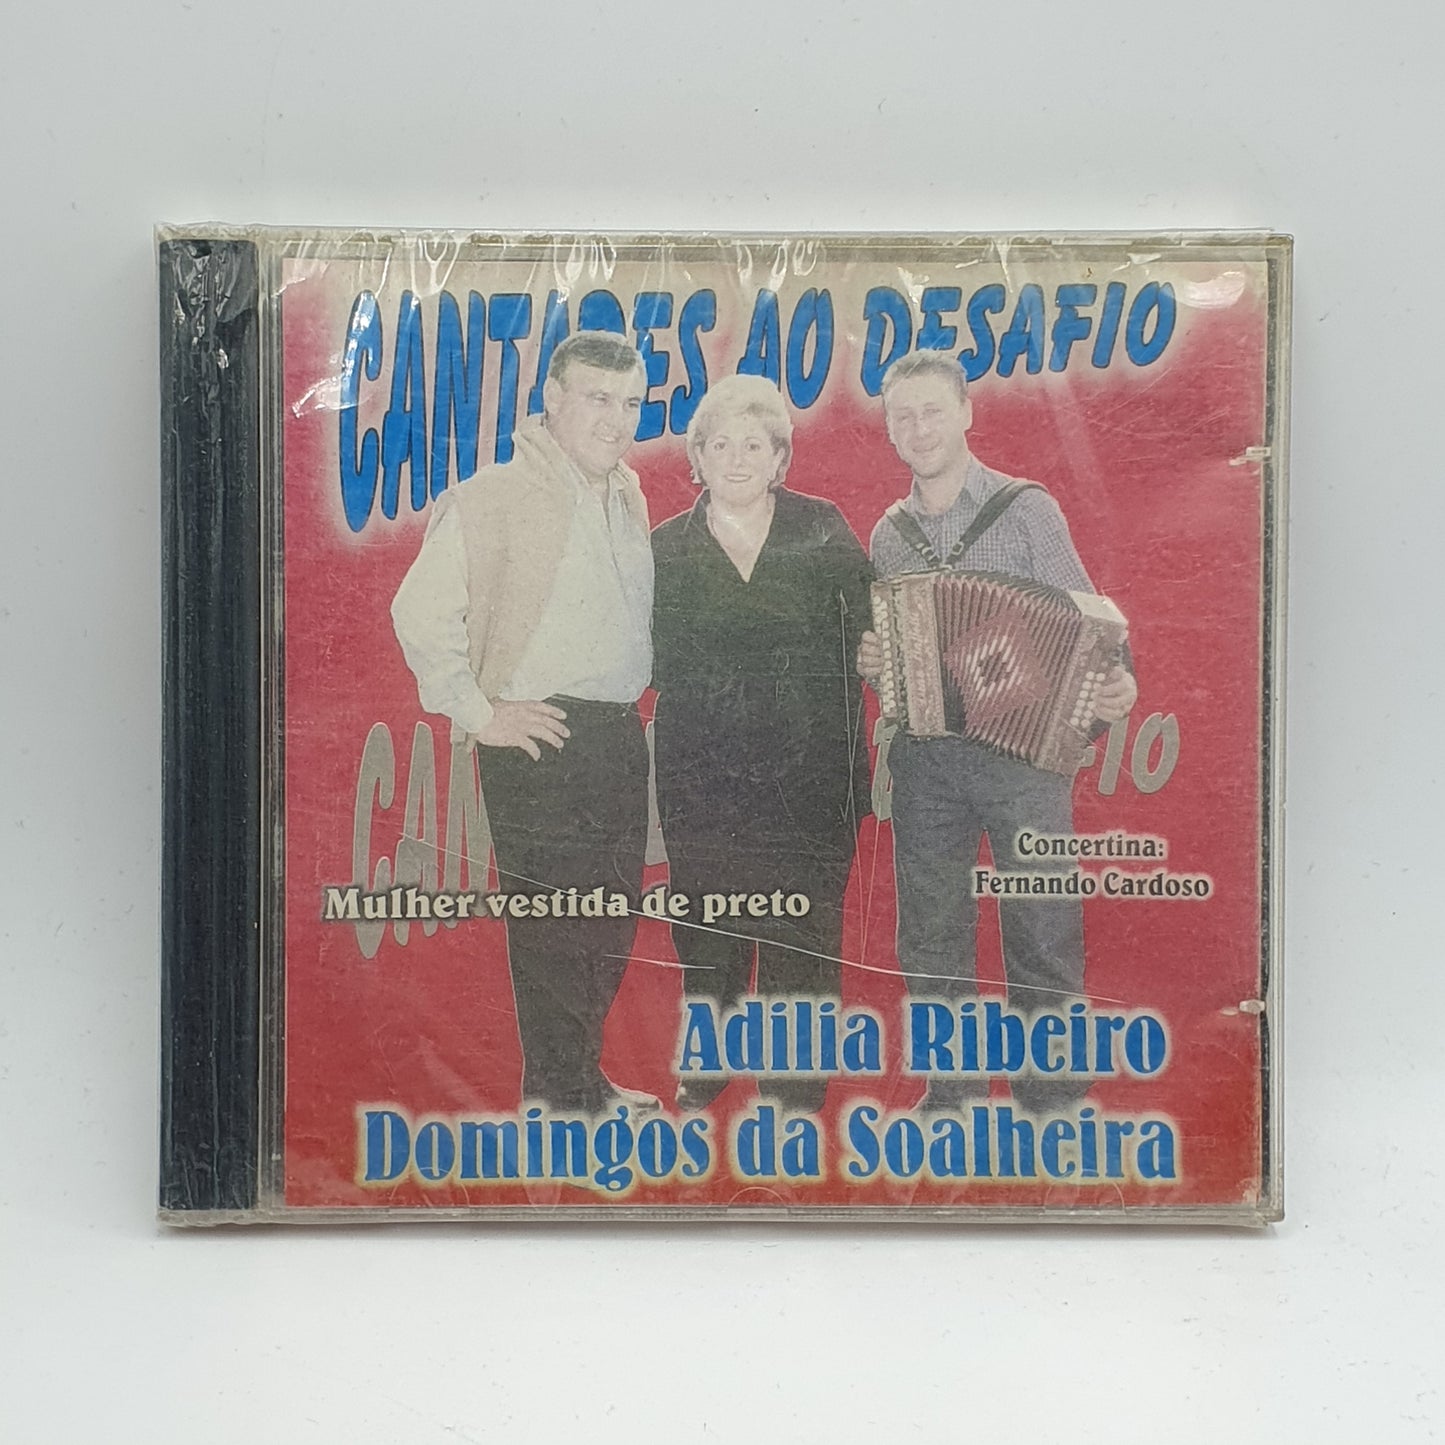 CANTARES AO DESAFIO
Concertina:
Fernando Cardoso
Mulher vestida de preto
Adilia Ribeiro
Domingos da Soalheira